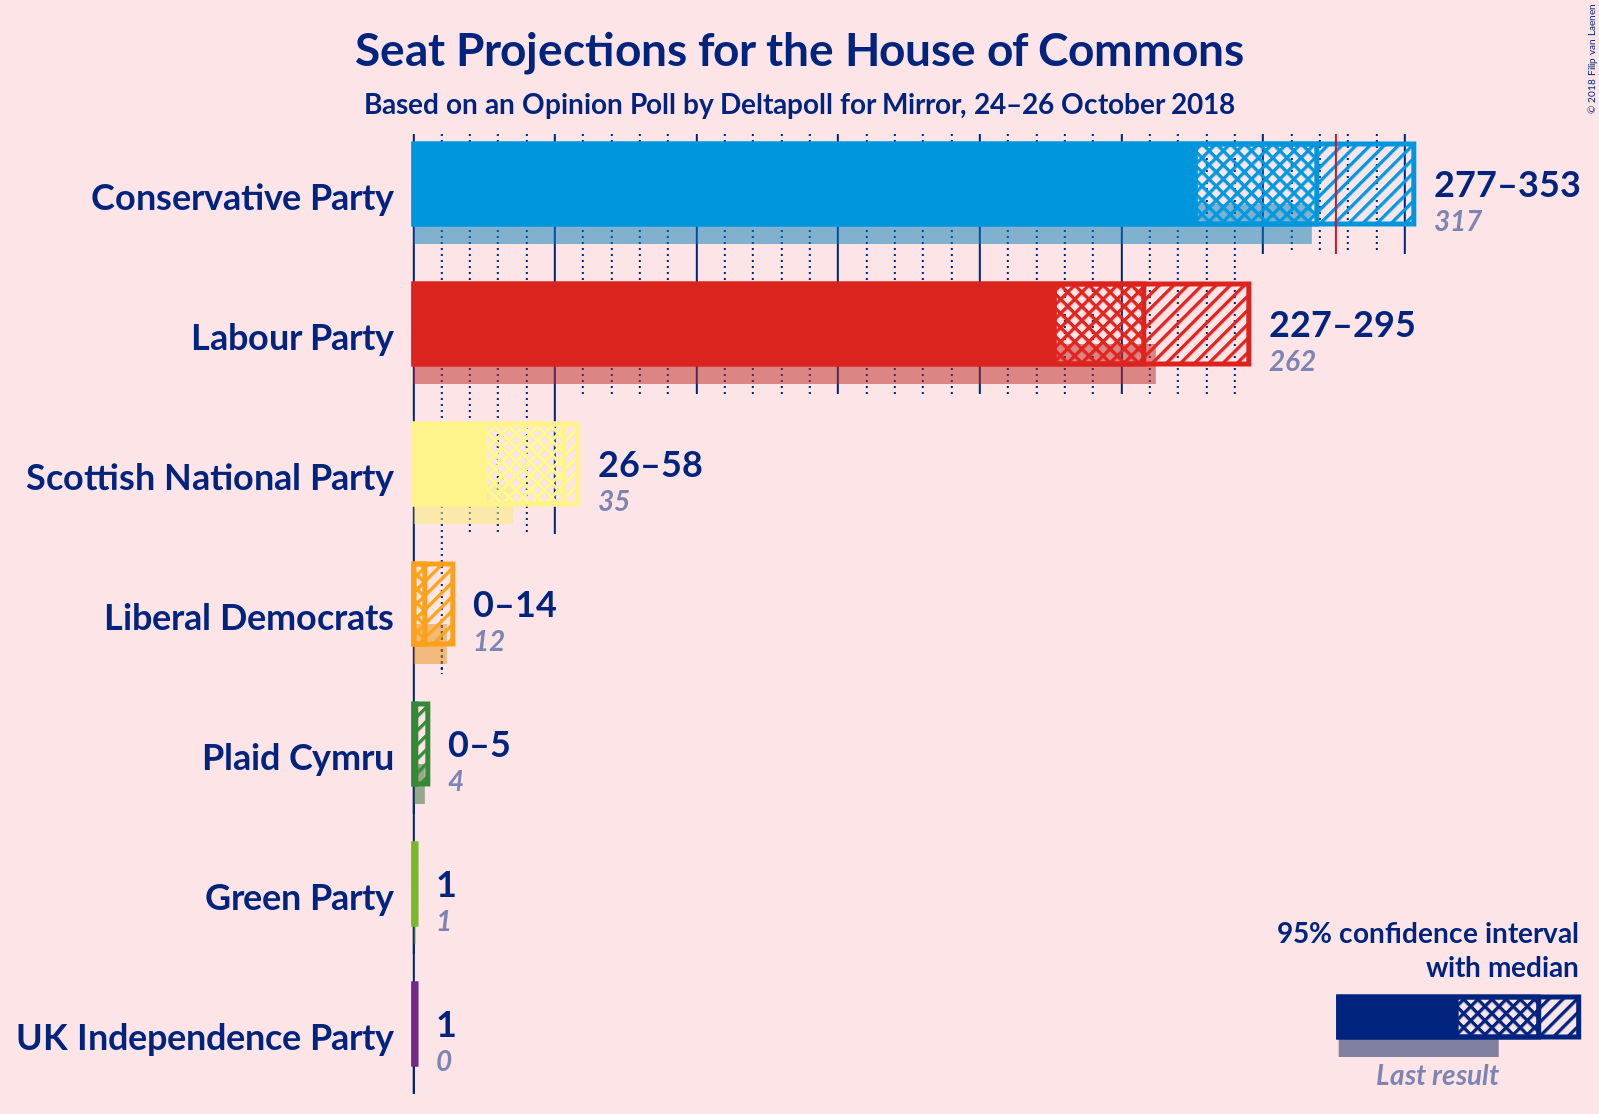 Seat Projections for the House of Commons
Based on an Opinion Poll by Deltapoll for Mirror, 24–26 October 2018
© 2018 Filip van Laenen
Conservative Party
277–353
317
Labour Party
227–295
262
Scottish National Party
26–58
35
Liberal Democrats
0–14
12
Plaid Cymru
0–5
4
Green Party
1
1
UK Independence Party
1
0
95% confidence interval
with median
Last result